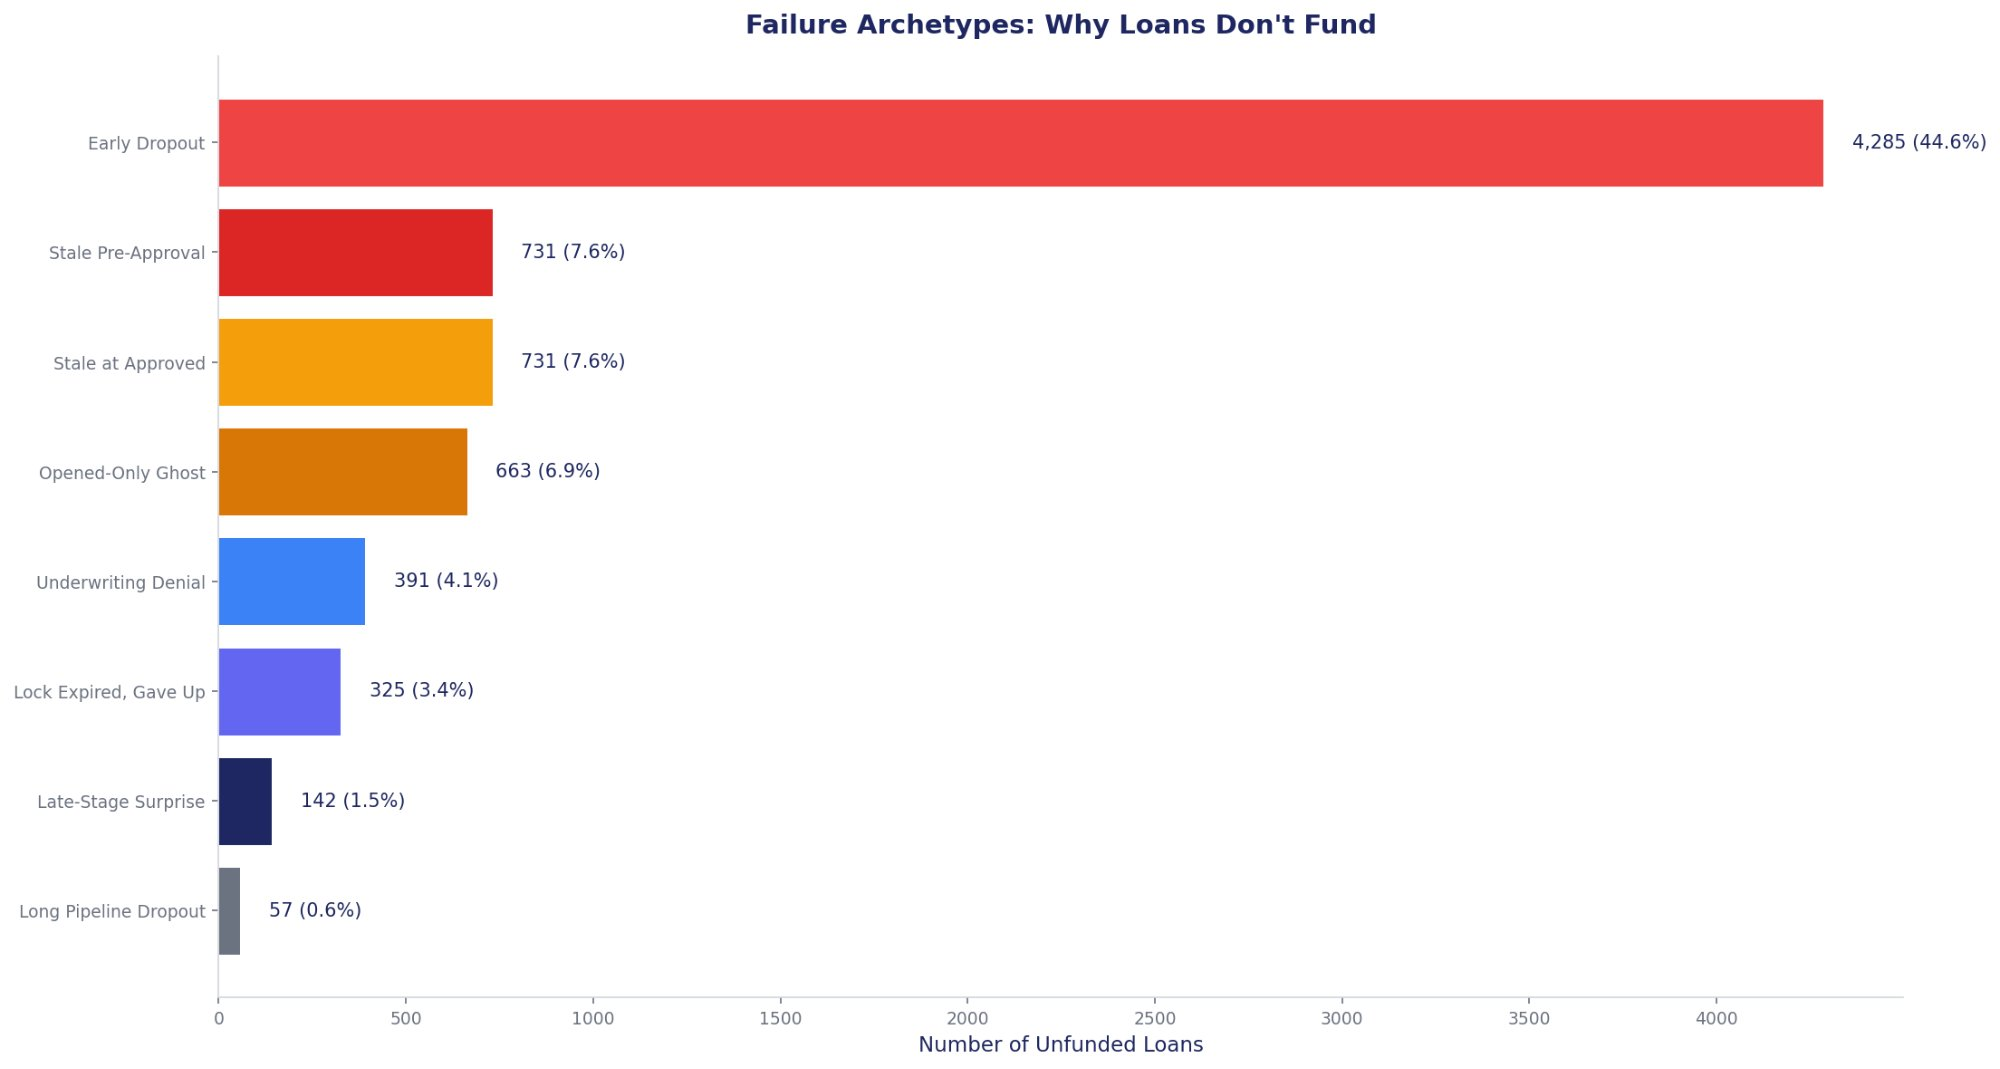 Failure Archetypes: Why Loans Don't Fund
Early Dropout
4,285 (44.6%)
Stale Pre-Approval
731 (7.6%)
Stale at Approved
731 (7.6%)
Opened-Only Ghost
663 (6.9%)
Underwriting Denial
391 (4.1%)
Lock Expired, Gave Up
325 (3.4%)
Late-Stage Surprise
142 (1.5%)
Long Pipeline Dropout
57 (0.6%)
0 500 1000 1500 2000 2500 3000 3500 4000
Number of Unfunded Loans